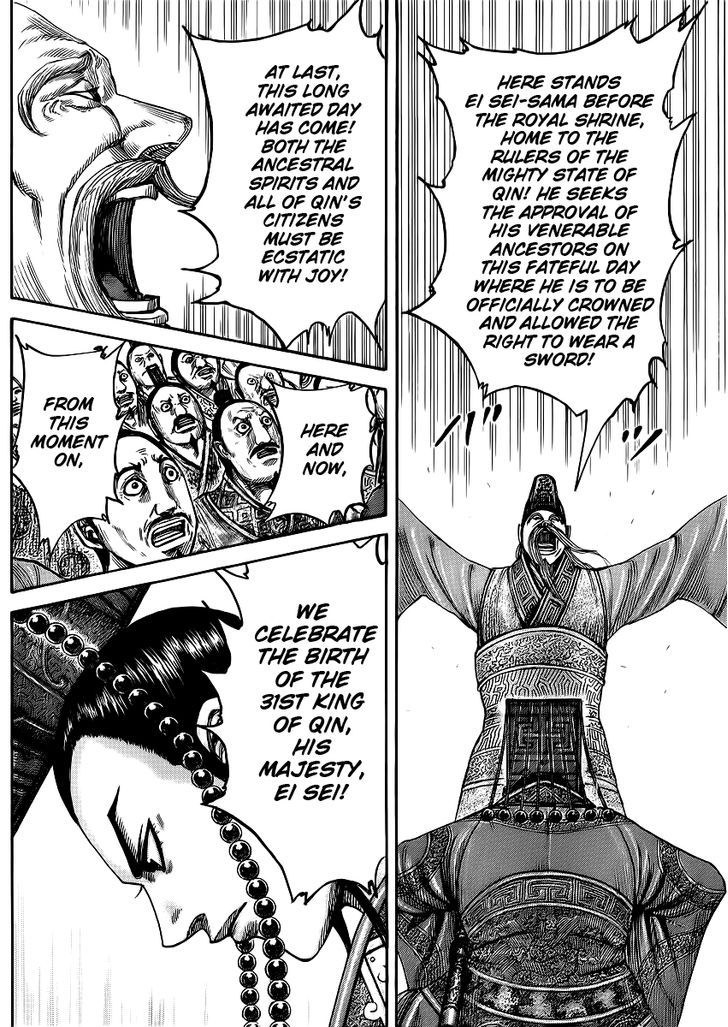 HERE STANDS
EI SEI-SAMA BEFORE
THE ROYAL SHRINE,
HOME TO THE
RULERS OF THE
MIGHTY STATE OF
QIN! HE SEEKS
THE APPROVAL OF
HIS VENERABLE
ANCESTORS ON
THIS FATEFUL DAY
WHERE HE IS TO BE
OFFICIALLY CROWNED
AND ALLOWED THE
RIGHT TO WEAR A
SWORD!
バ
ッ
AT LAST,
THIS LONG
AWAITED DAY
HAS COME!
BOTH THE
ANCESTRAL
SPIRITS AND
ALL OF QIN'S
CITIZENS
MUST BE
ECSTATIC
WITH JOY!
HERE
AND
NOW,
FROM
THIS
MOMENT
ON,
WE
CELEBRATE
THE BIRTH
OF THE
31ST KING
OF QIN,
HIS
MAJESTY,
EI SEI!